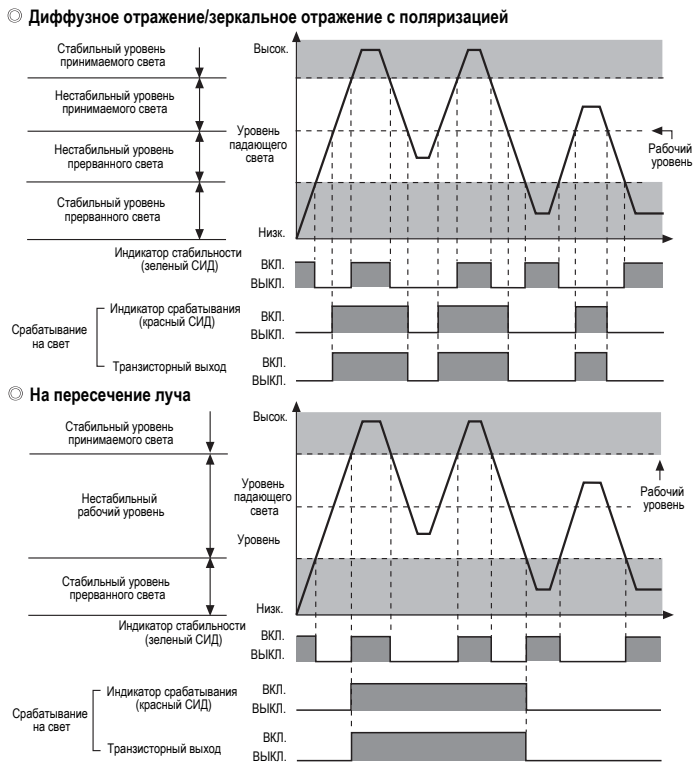 ◎ Диффузное отражение/зеркальное отражение с поляризацией
Стабильный уровень
принимаемого света
Нестабильный уровень
принимаемого света
Нестабильный уровень
прерванного света
Стабильный уровень
прерванного света
Высок.
Уровень
падающего
света
Низк.
Рабочий
уровень
Индикатор стабильности
(зеленый СИД)
ВКЛ.
ВЫКЛ.
Срабатывание
на свет
Индикатор срабатывания
(красный СИД)
ВКЛ.
ВЫКЛ.
Транзисторный выход
ВКЛ.
ВЫКЛ.
◎ На пересечение луча
Стабильный уровень
принимаемого света
Нестабильный
рабочий уровень
Стабильный уровень
прерванного света
Высок.
Уровень
падающего
света
Уровень
Низк.
Рабочий
уровень
Индикатор стабильности
(зеленый СИД)
ВКЛ.
ВЫКЛ.
Срабатывание
на свет
Индикатор срабатывания
(красный СИД)
ВКЛ.
ВЫКЛ.
Транзисторный выход
ВКЛ.
ВЫКЛ.